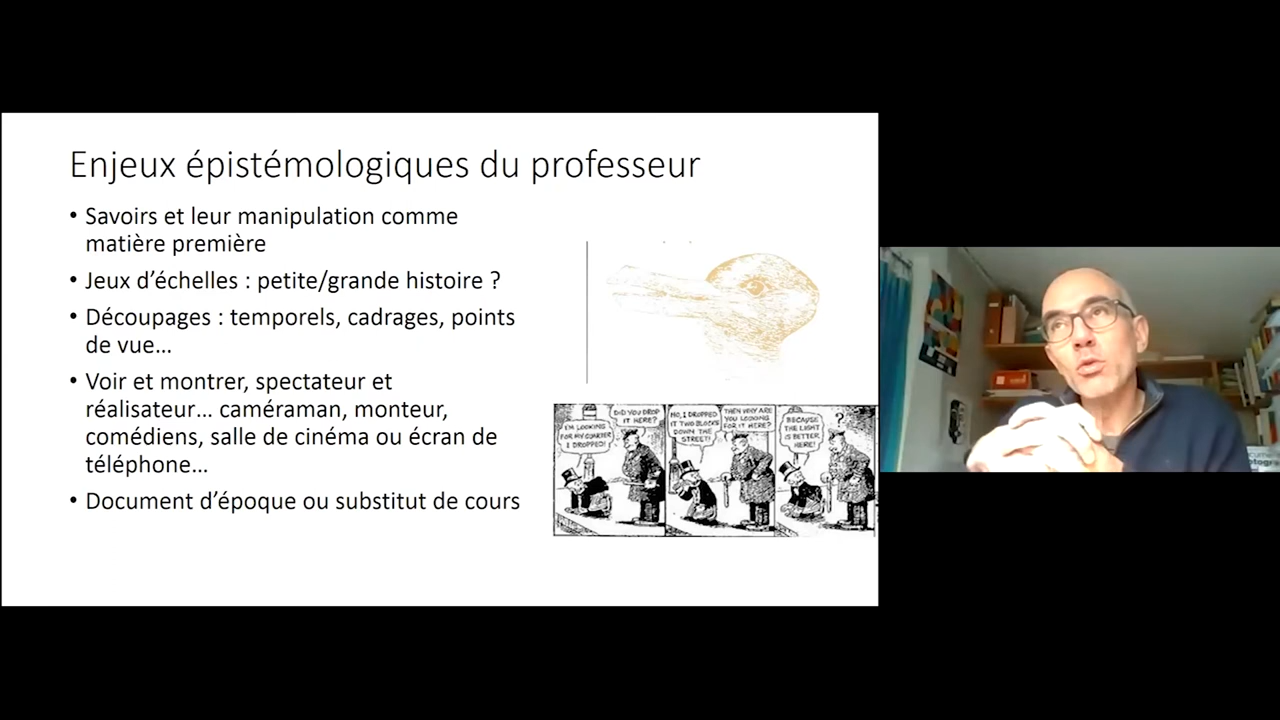 Enjeux épistémologiques du professeur
• Savoirs et leur manipulation comme
matière première
• Jeux d’échelles : petite/grande histoire ?
• Découpages : temporels, cadrages, points
de vue...
• Voir et montrer, spectateur et
réalisateur... caméraman, monteur,
comédiens, salle de cinéma ou écran de
téléphone...
• Document d’époque ou substitut de cours
I'M LOOKING
FOR MY QUARTER
I DROPPED!
DID YOU DROP
IT HERE?
NO, I DROPPED
IT TWO BLOCKS
DOWN THE
STREET!
THEN WHY ARE
YOU LOOKING
FOR IT HERE?
BECAUSE
THE LIGHT
IS BETTER
HERE!
?